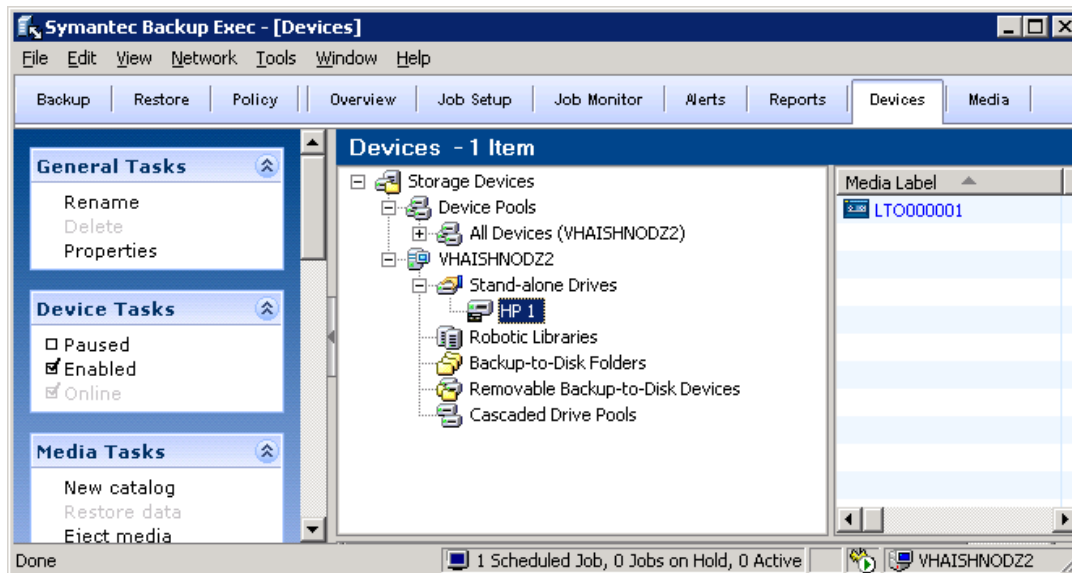 Symantec Backup Exec - [Devices]
File Edit View Network Tools Window Help
Backup Restore Policy Overview Job Setup Job Monitor Alerts Reports Devices Media
Devices - 1 Item
General Tasks
Rename
Delete
Properties
Device Tasks
Paused
Enabled
Online
Media Tasks
New catalog
Restore data
Eject media
Storage Devices
Device Pools
All Devices (VHAISHNODZ2)
VHAISHNODZ2
Stand-alone Drives
HP 1
Robotic Libraries
Backup-to-Disk Folders
Removable Backup-to-Disk Devices
Cascaded Drive Pools
Media Label
LTO000001
Done
1 Scheduled Job, 0 Jobs on Hold, 0 Active
VHAISHNODZ2